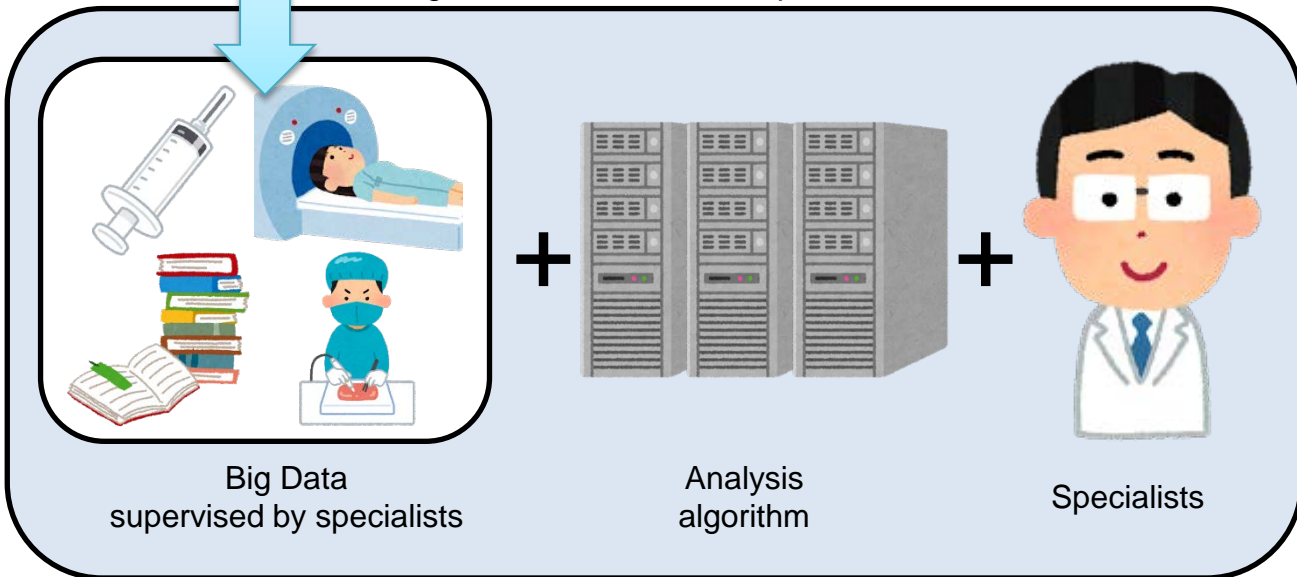 Big Data
supervised by specialists
+
Analysis
algorithm
+
Specialists